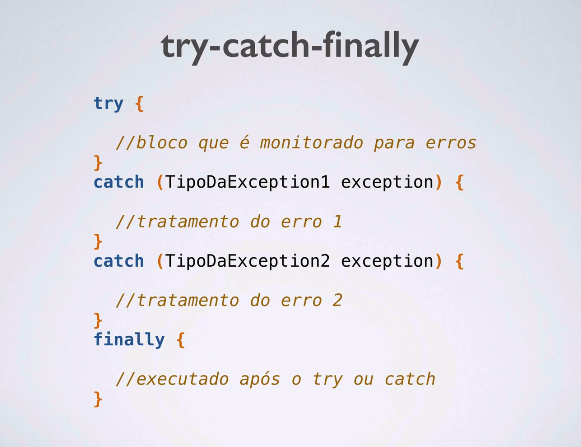 try-catch-finally
try {
//bloco que é monitorado para erros
}
catch (TipoDaException1 exception) {
//tratamento do erro 1
}
catch (TipoDaException2 exception) {
//tratamento do erro 2
}
finally {
//executado após o try ou catch
}